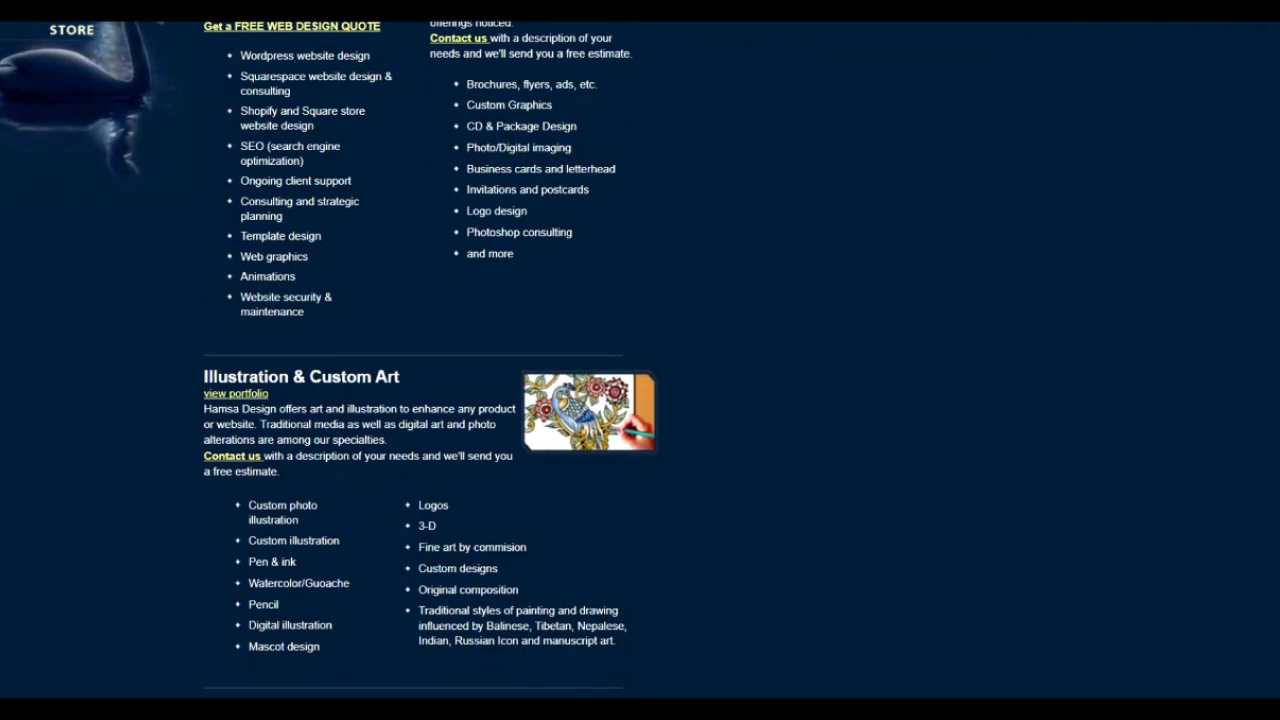 STORE
Get a FREE WEB DESIGN QUOTE
Wordpress website design
Squarespace website design &
consulting
Shopify and Square store
website design
SEO (search engine
optimization)
Ongoing client support
Consulting and strategic
planning
Template design
Web graphics
Animations
Website security &
maintenance
offerings noticed.
Contact us with a description of your
needs and we'll send you a free estimate.
Brochures, flyers, ads, etc.
Custom Graphics
CD & Package Design
Photo/Digital imaging
Business cards and letterhead
Invitations and postcards
Logo design
Photoshop consulting
and more
Illustration & Custom Art
view portfolio
Hamsa Design offers art and illustration to enhance any product
or website. Traditional media as well as digital art and photo
alterations are among our specialties.
Contact us with a description of your needs and we'll send you
a free estimate.
Custom photo
illustration
Custom illustration
Pen & ink
Watercolor/Guoache
Pencil
Digital illustration
Mascot design
Logos
3-D
Fine art by commision
Custom designs
Original composition
Traditional styles of painting and drawing
influenced by Balinese, Tibetan, Nepalese,
Indian, Russian Icon and manuscript art.